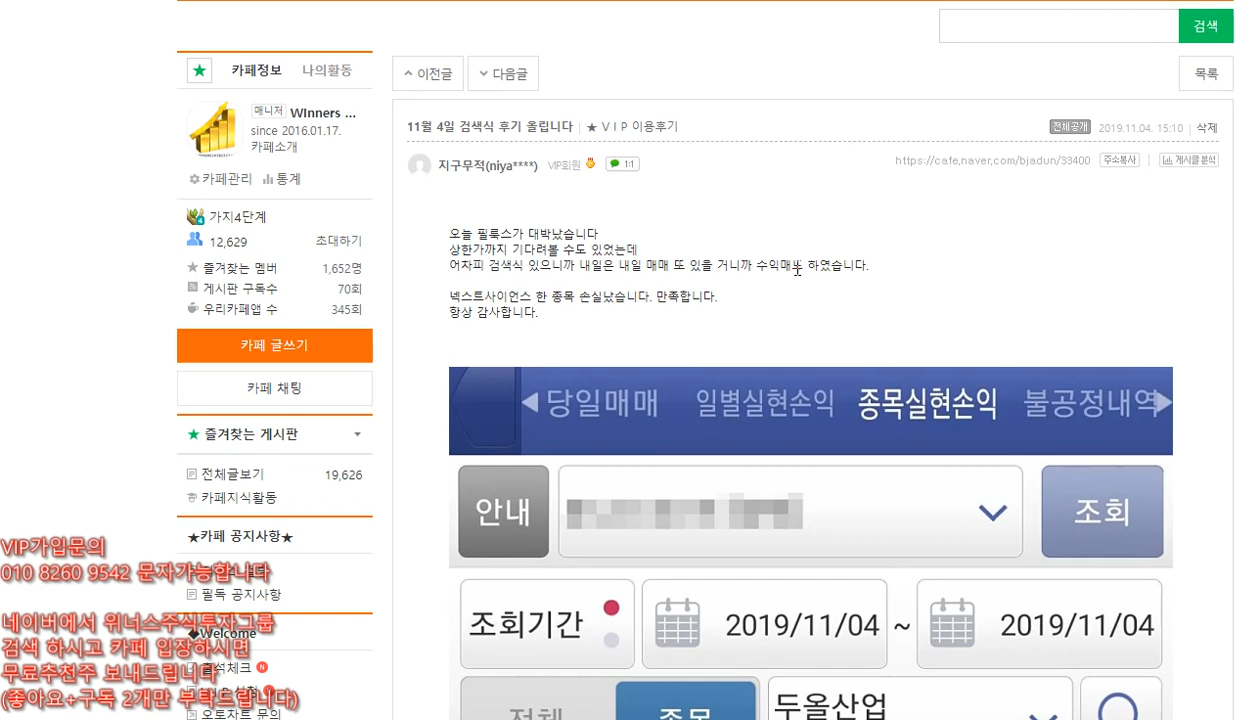 검색
카페정보 나의활동
이전글 다음글
목록
매니저 WInners ...
since 2016.01.17.
카페소개
카페관리 통계
가지4단계
12,629 초대하기
즐겨찾는 멤버 1,652명
게시판 구독수 70회
우리카페앱 수 345회
카페 글쓰기
카페 채팅
★ 즐겨찾는 게시판
전체글보기 19,626
카페지식활동
★카페 공지사항★
필독 공지사항
◆Welcome
출석체크 N
오토차트 문의
11월 4일 검색식 후기 올립니다 | ★ V I P 이용후기
전체공개 2019.11.04. 15:10 | 삭제
지구무적(niya****) VIP회원 1:1
https://cafe.naver.com/bjadun/33400 주소복사 | 게시글분석
오늘 필룩스가 대박났습니다
상한가까지 기다려볼 수도 있었는데
어차피 검색식 있으니까 내일은 내일 매매 또 있을 거니까 수익매도 하였습니다.
넥스트사이언스 한 종목 손실났습니다. 만족합니다.
항상 감사합니다.
당일매매 일별실현손익 종목실현손익 불공정내역
안내 조회
조회기간 2019/11/04 ~ 2019/11/04
전체 종목 두올산업
VIP가입문의
010 8260 9542 문자가능합니다
네이버에서 위너스주식투자그룹
검색 하시고 카페 입장하시면
무료추천주 보내드립니다
(좋아요+구독 2개만 부탁드립니다)